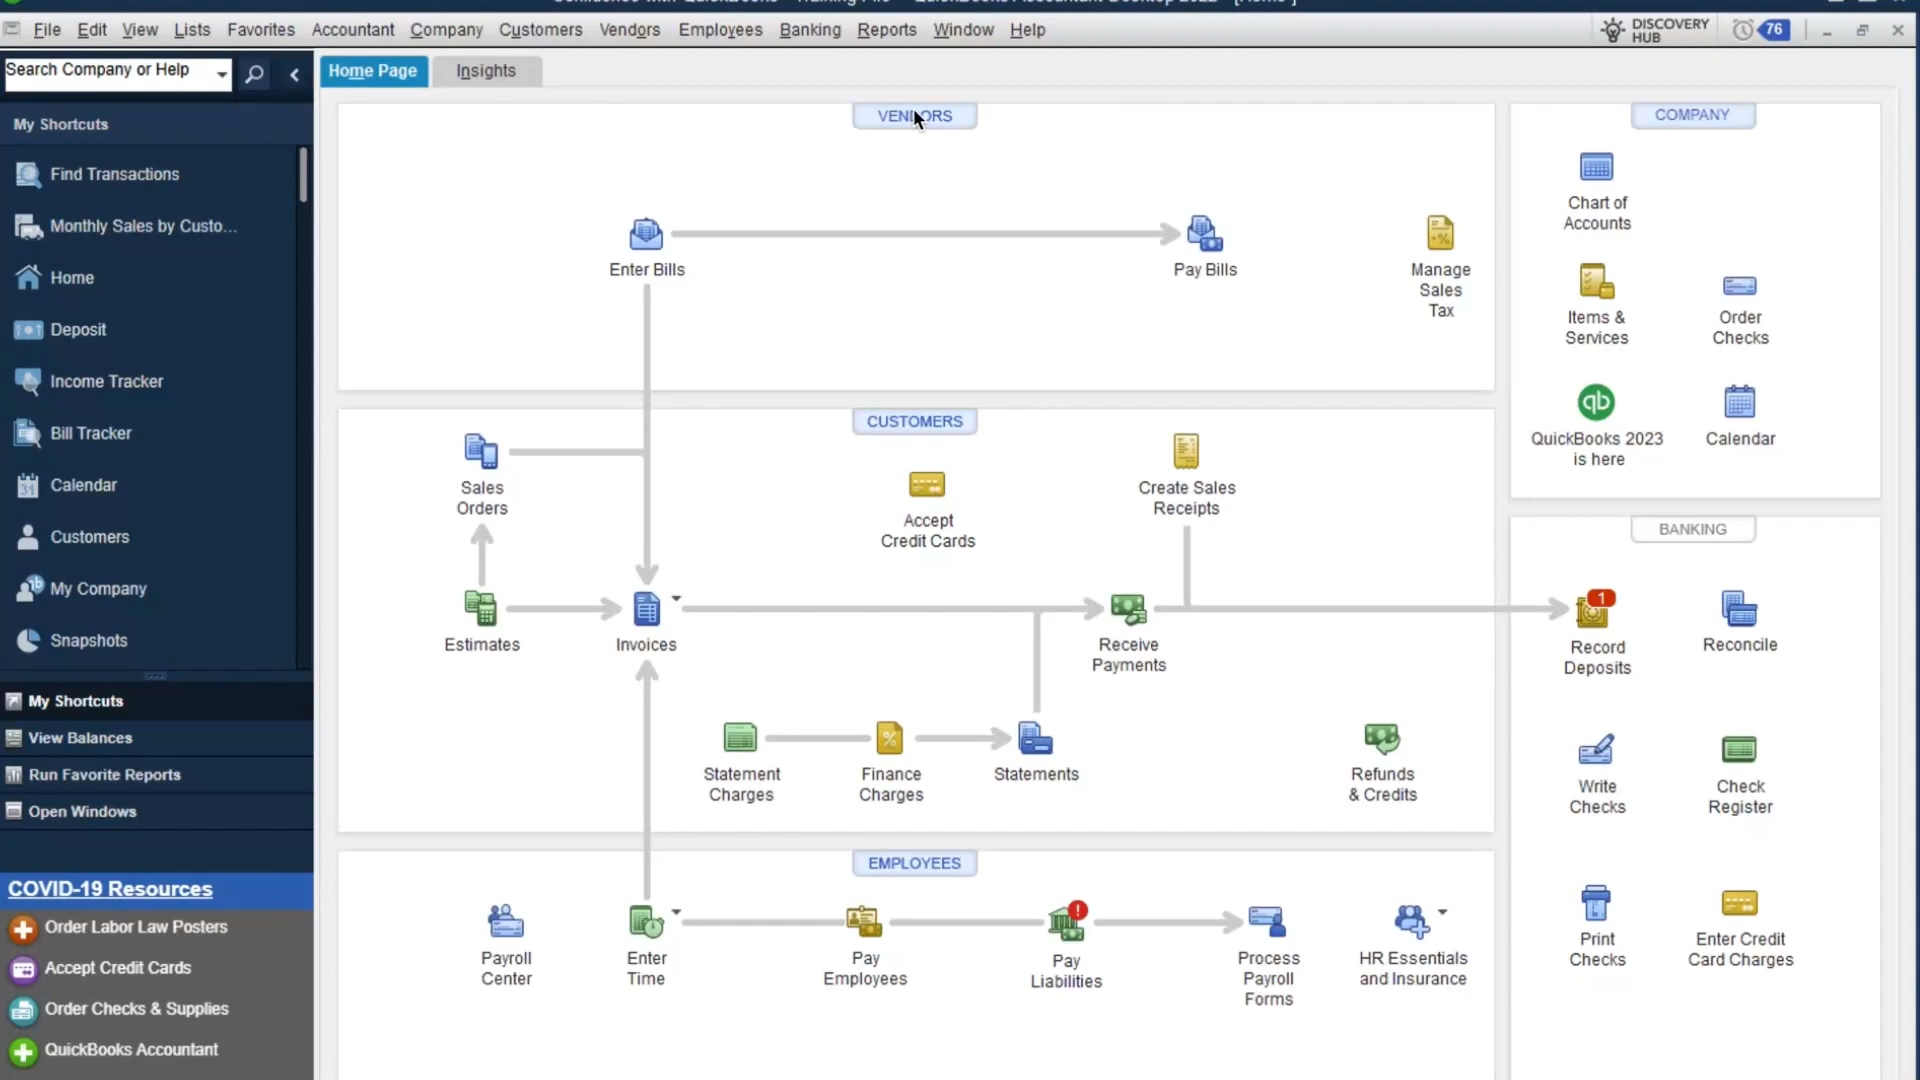 File Edit View Lists Favorites Accountant Company Customers Vendors Employees Banking Reports Window Help
DISCOVERY
HUB
76
Search Company or Help
Home Page
Insights
My Shortcuts
Find Transactions
Monthly Sales by Custo...
Home
Deposit
Income Tracker
Bill Tracker
31
Calendar
Customers
qb
My Company
Snapshots
My Shortcuts
View Balances
Run Favorite Reports
Open Windows
COVID-19 Resources
Order Labor Law Posters
Accept Credit Cards
Order Checks & Supplies
QuickBooks Accountant
VENDORS
Enter Bills
Pay Bills
Manage
Sales
Tax
CUSTOMERS
Sales
Orders
Accept
Credit Cards
Create Sales
Receipts
Estimates
Invoices
Receive
Payments
Statement
Charges
Finance
Charges
Statements
Refunds
& Credits
EMPLOYEES
Payroll
Center
Enter
Time
Pay
Employees
Pay
Liabilities
Process
Payroll
Forms
HR Essentials
and Insurance
COMPANY
Chart of
Accounts
Items &
Services
Order
Checks
qb
QuickBooks 2023
is here
Calendar
BANKING
1
Record
Deposits
Reconcile
Write
Checks
Check
Register
Print
Checks
Enter Credit
Card Charges